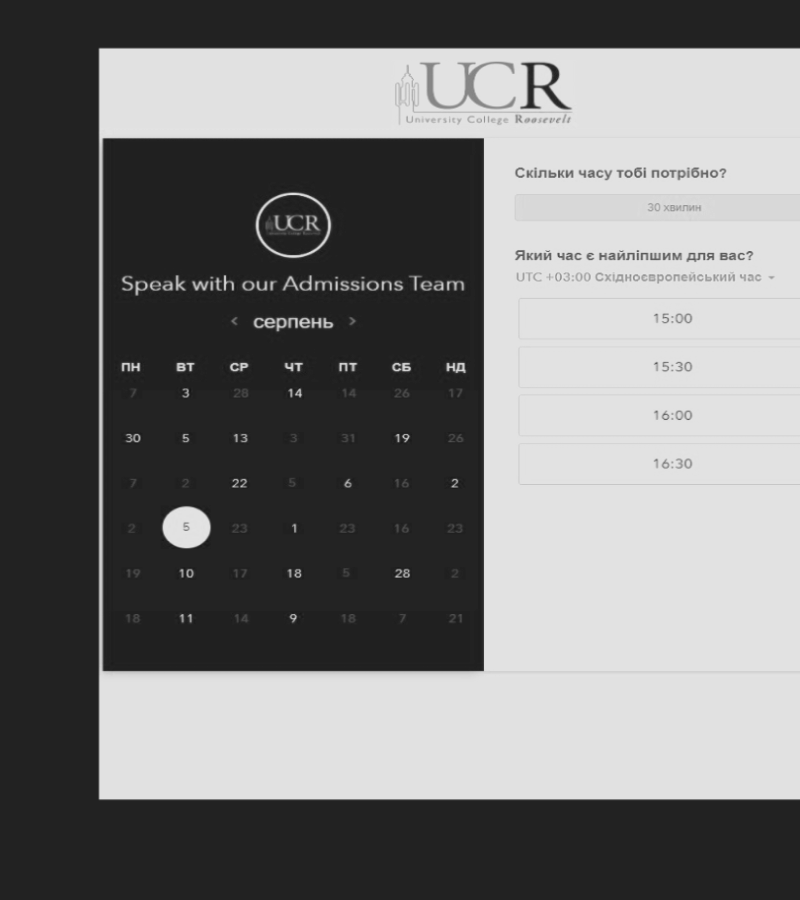 UCR
University College Roosevelt
UCR
Speak with our Admissions Team
< серпень >
ПН ВТ СР ЧТ ПТ СБ НД
7 3 28 14 14 26 17
30 5 13 3 31 19 26
7 2 22 5 6 16 2
2 5 23 1 23 16 23
19 10 17 18 5 28 2
18 11 14 9 18 7 21
Скільки часу тобі потрібно?
30 хвилин
Який час є найліпшим для вас?
UTC +03:00 Східноєвропейський час
15:00
15:30
16:00
16:30